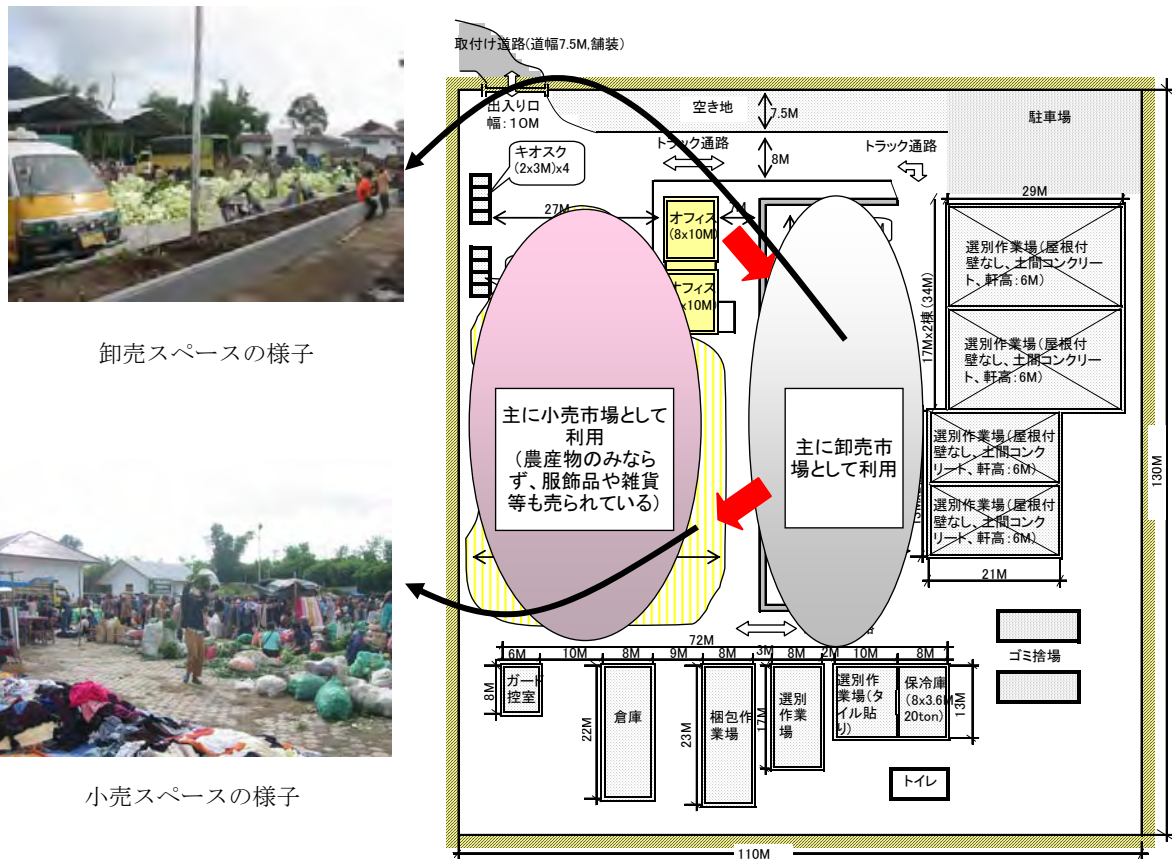 取付け道路(道幅7.5M,舗装)
出入り口
幅：10M
空き地
7.5M
駐車場
キオスク
(2x3M)x4
トラック通路
8M
トラック通路
27M
29M
オフィス
(8x10M)
オフィス
x10M)
選別作業場(屋根付
壁なし、土間コンクリー
ト、軒高：6M)
17Mx2棟(34M)
選別作業場(屋根付
壁なし、土間コンクリー
ト、軒高：6M)
卸売スペースの様子
主に小売市場として
利用
(農産物のみなら
ず、服飾品や雑貨
等も売られている)
主に卸売市
場として利用
選別作業場(屋根付
壁なし、土間コンク
リート、軒高：6M)
選別作業場(屋根付
壁なし、土間コンク
リート、軒高：6M)
130M
21M
72M
6M
10M
8M
9M
8M
3M
8M
2M
10M
8M
ゴミ捨場
ガード
控室
8M
倉庫
22M
梱包作
業場
23M
選別
作業
場
17M
選別作
業場(タ
イル貼
り)
保冷庫
(8x3.6M
20ton)
13M
トイレ
小売スペースの様子
110M